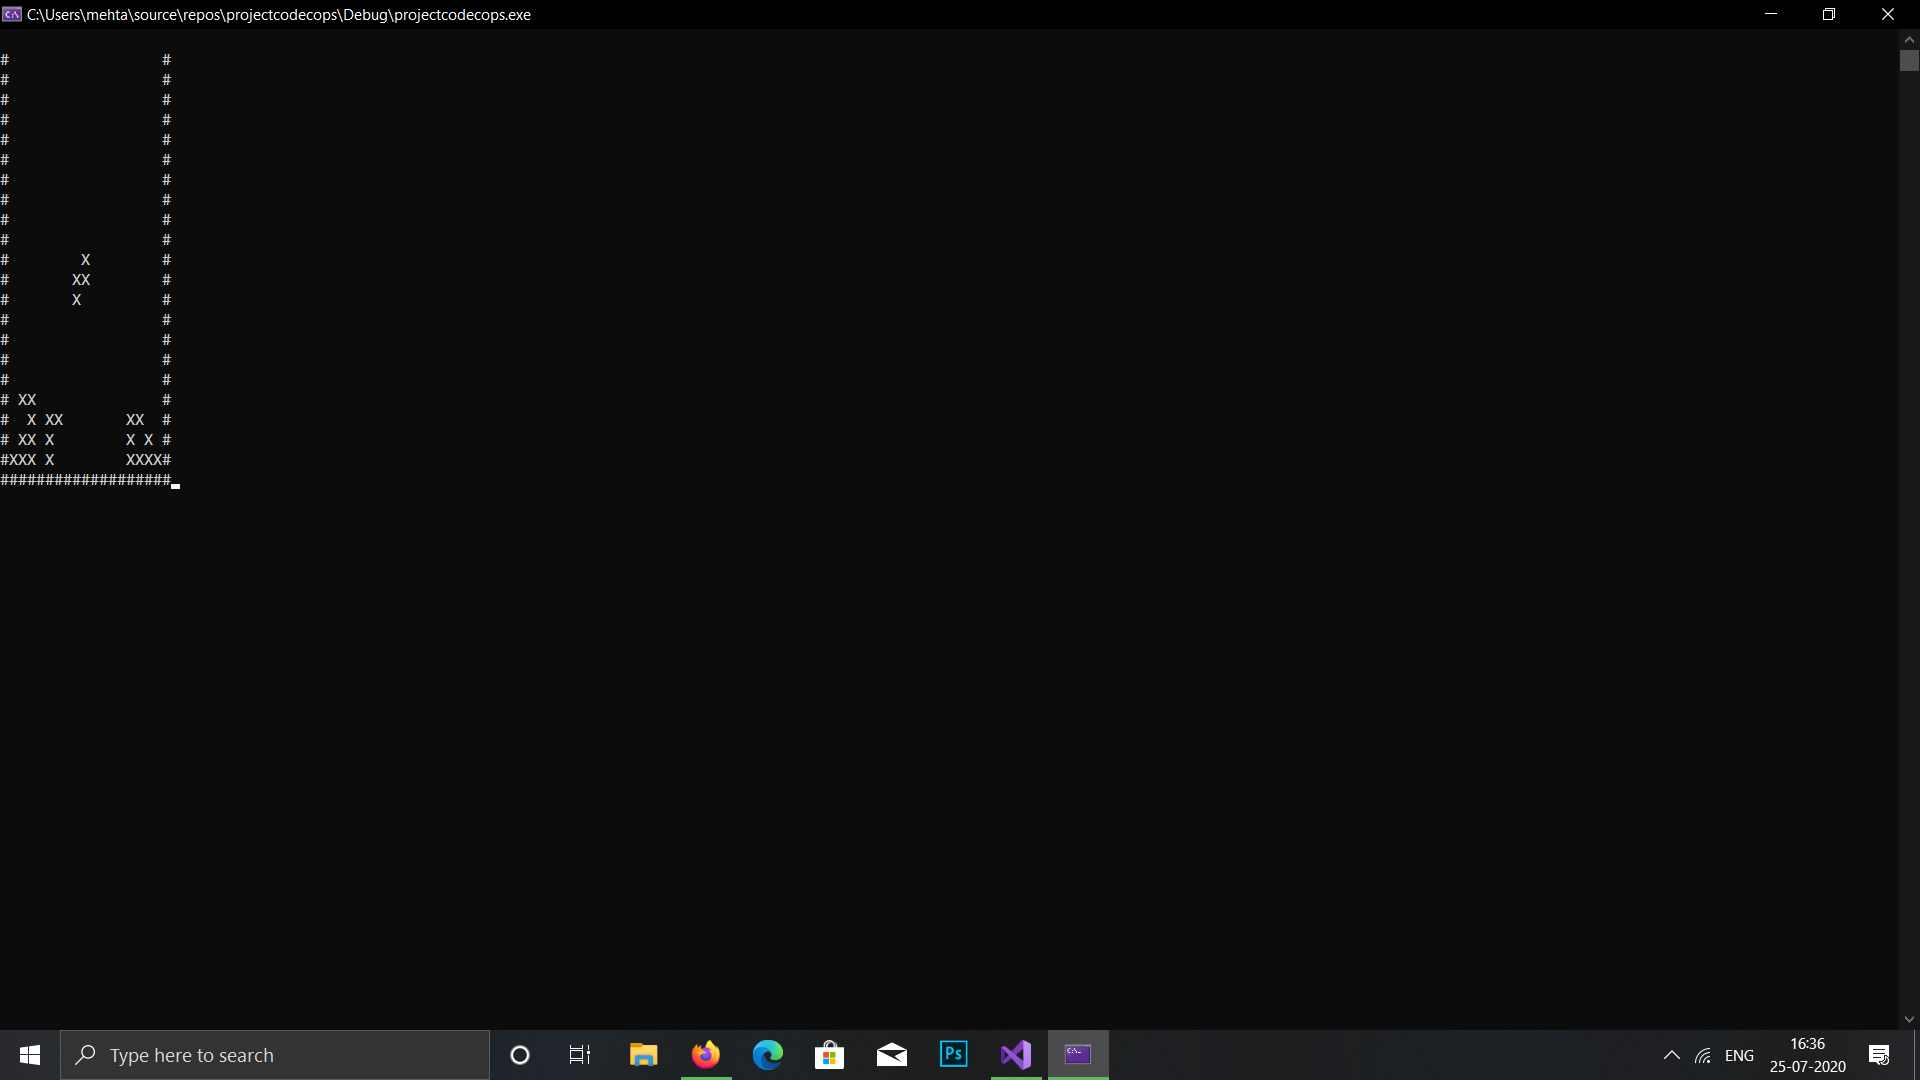 C:\Users\mehta\source\repos\projectcodecops\Debug\projectcodecops.exe
#                 #
#                 #
#                 #
#                 #
#                 #
#                 #
#                 #
#                 #
#                 #
#                 #
#        X        #
#       XX        #
#       X         #
#                 #
#                 #
#                 #
#                 #
# XX              #
#  X XX       XX  #
# XX X        X X #
#XXX X        XXXX#
###################
Type here to search
Ps
ENG
16:36
25-07-2020